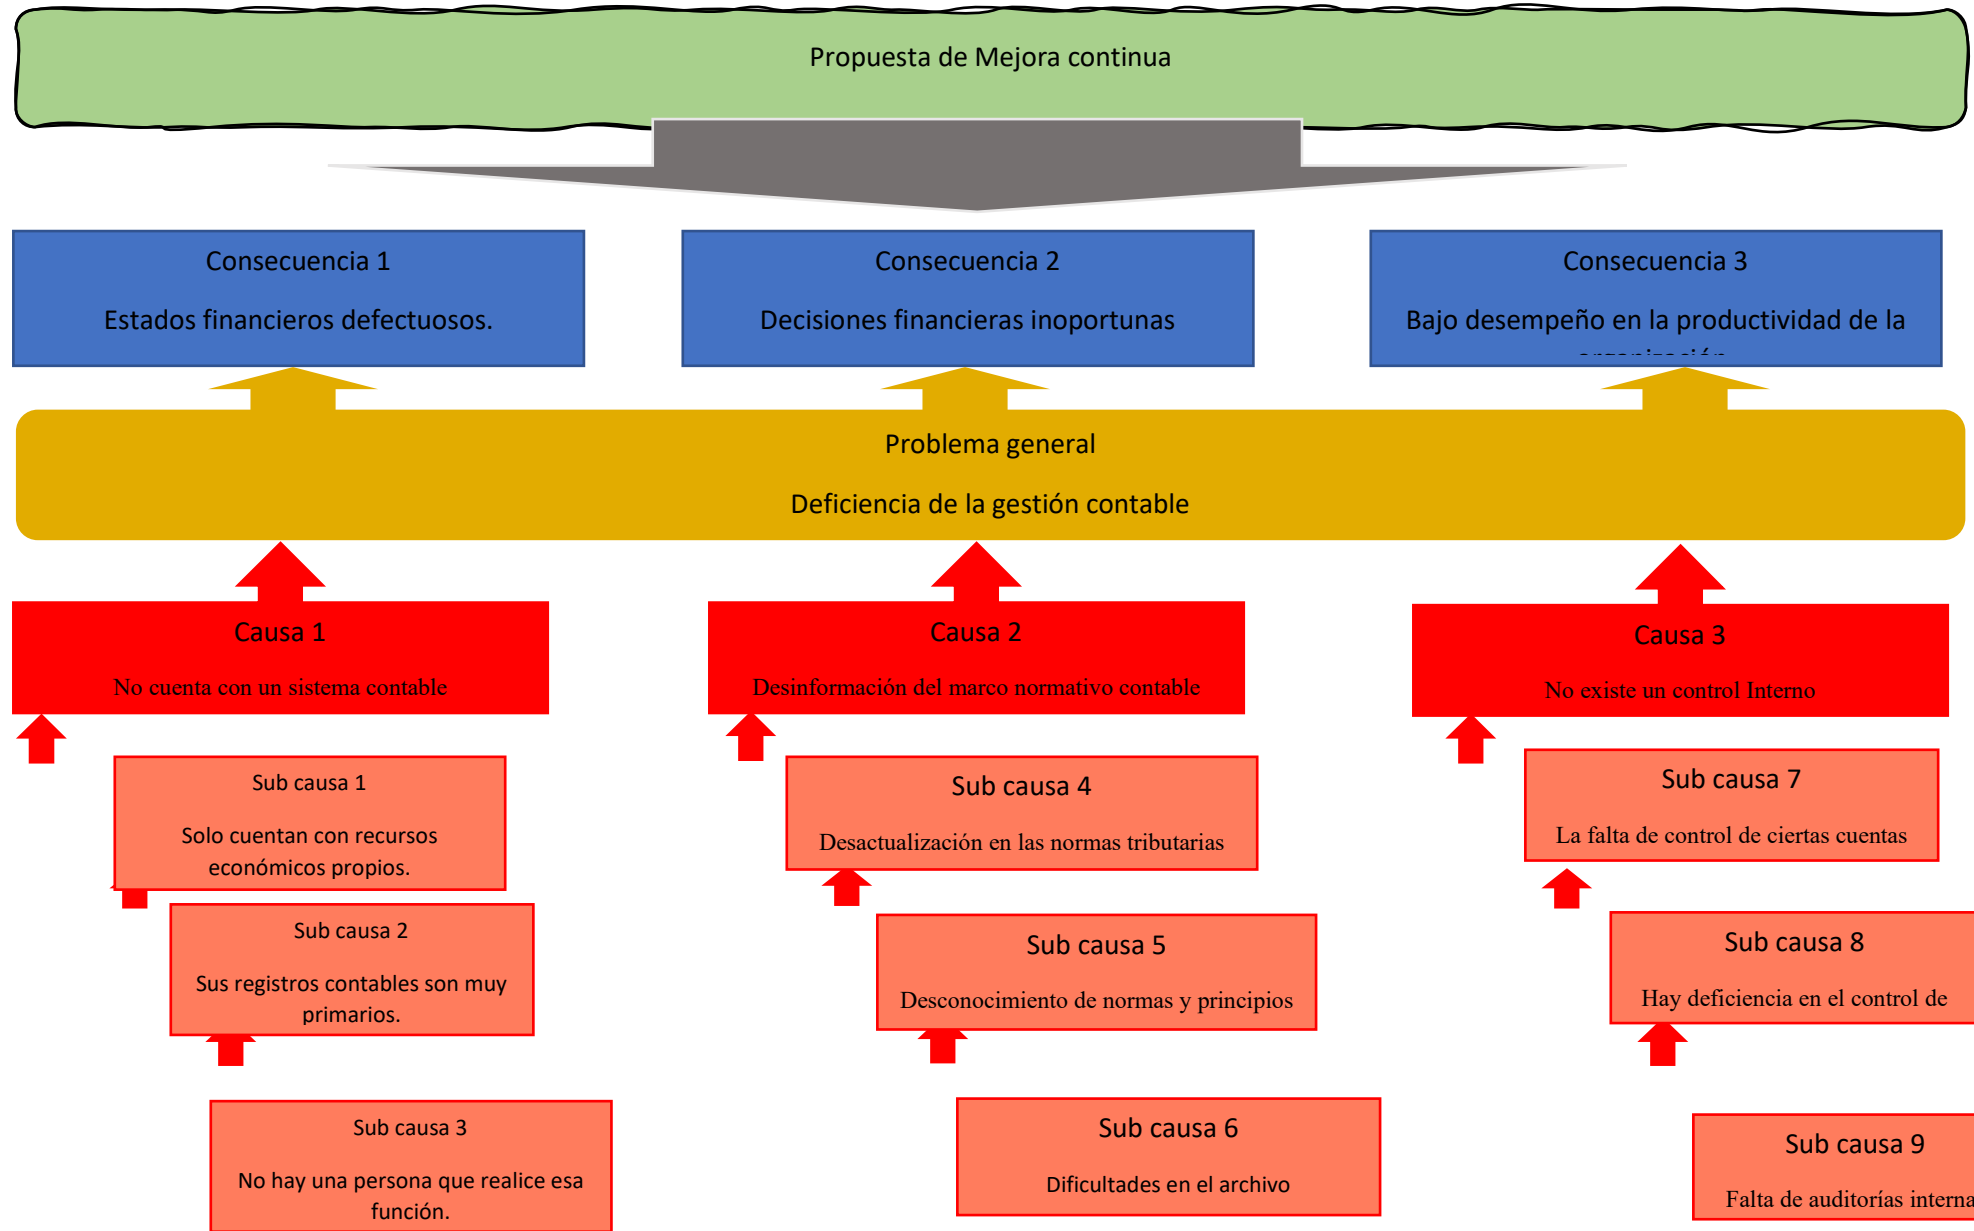 Propuesta de Mejora continua
Consecuencia 1
Estados financieros defectuosos.
Consecuencia 2
Decisiones financieras inoportunas
Consecuencia 3
Bajo desempeño en la productividad de la
Problema general
Deficiencia de la gestión contable
Causa 1
No cuenta con un sistema contable
Causa 2
Desinformación del marco normativo contable
Causa 3
No existe un control Interno
Sub causa 1
Solo cuentan con recursos
económicos propios.
Sub causa 2
Sus registros contables son muy
primarios.
Sub causa 3
No hay una persona que realice esa
función.
Sub causa 4
Desactualización en las normas tributarias
Sub causa 5
Desconocimiento de normas y principios
Sub causa 6
Dificultades en el archivo
Sub causa 7
La falta de control de ciertas cuentas
Sub causa 8
Hay deficiencia en el control de
Sub causa 9
Falta de auditorías interna